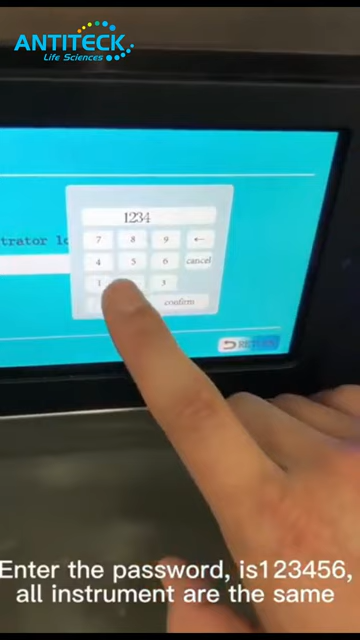 ANTITECK
Life Sciences
1234
trator lo
7 8 9 ←
4 5 6 cancel
1 3
confirm
RETURN
Enter the password, is123456,
all instrument are the same